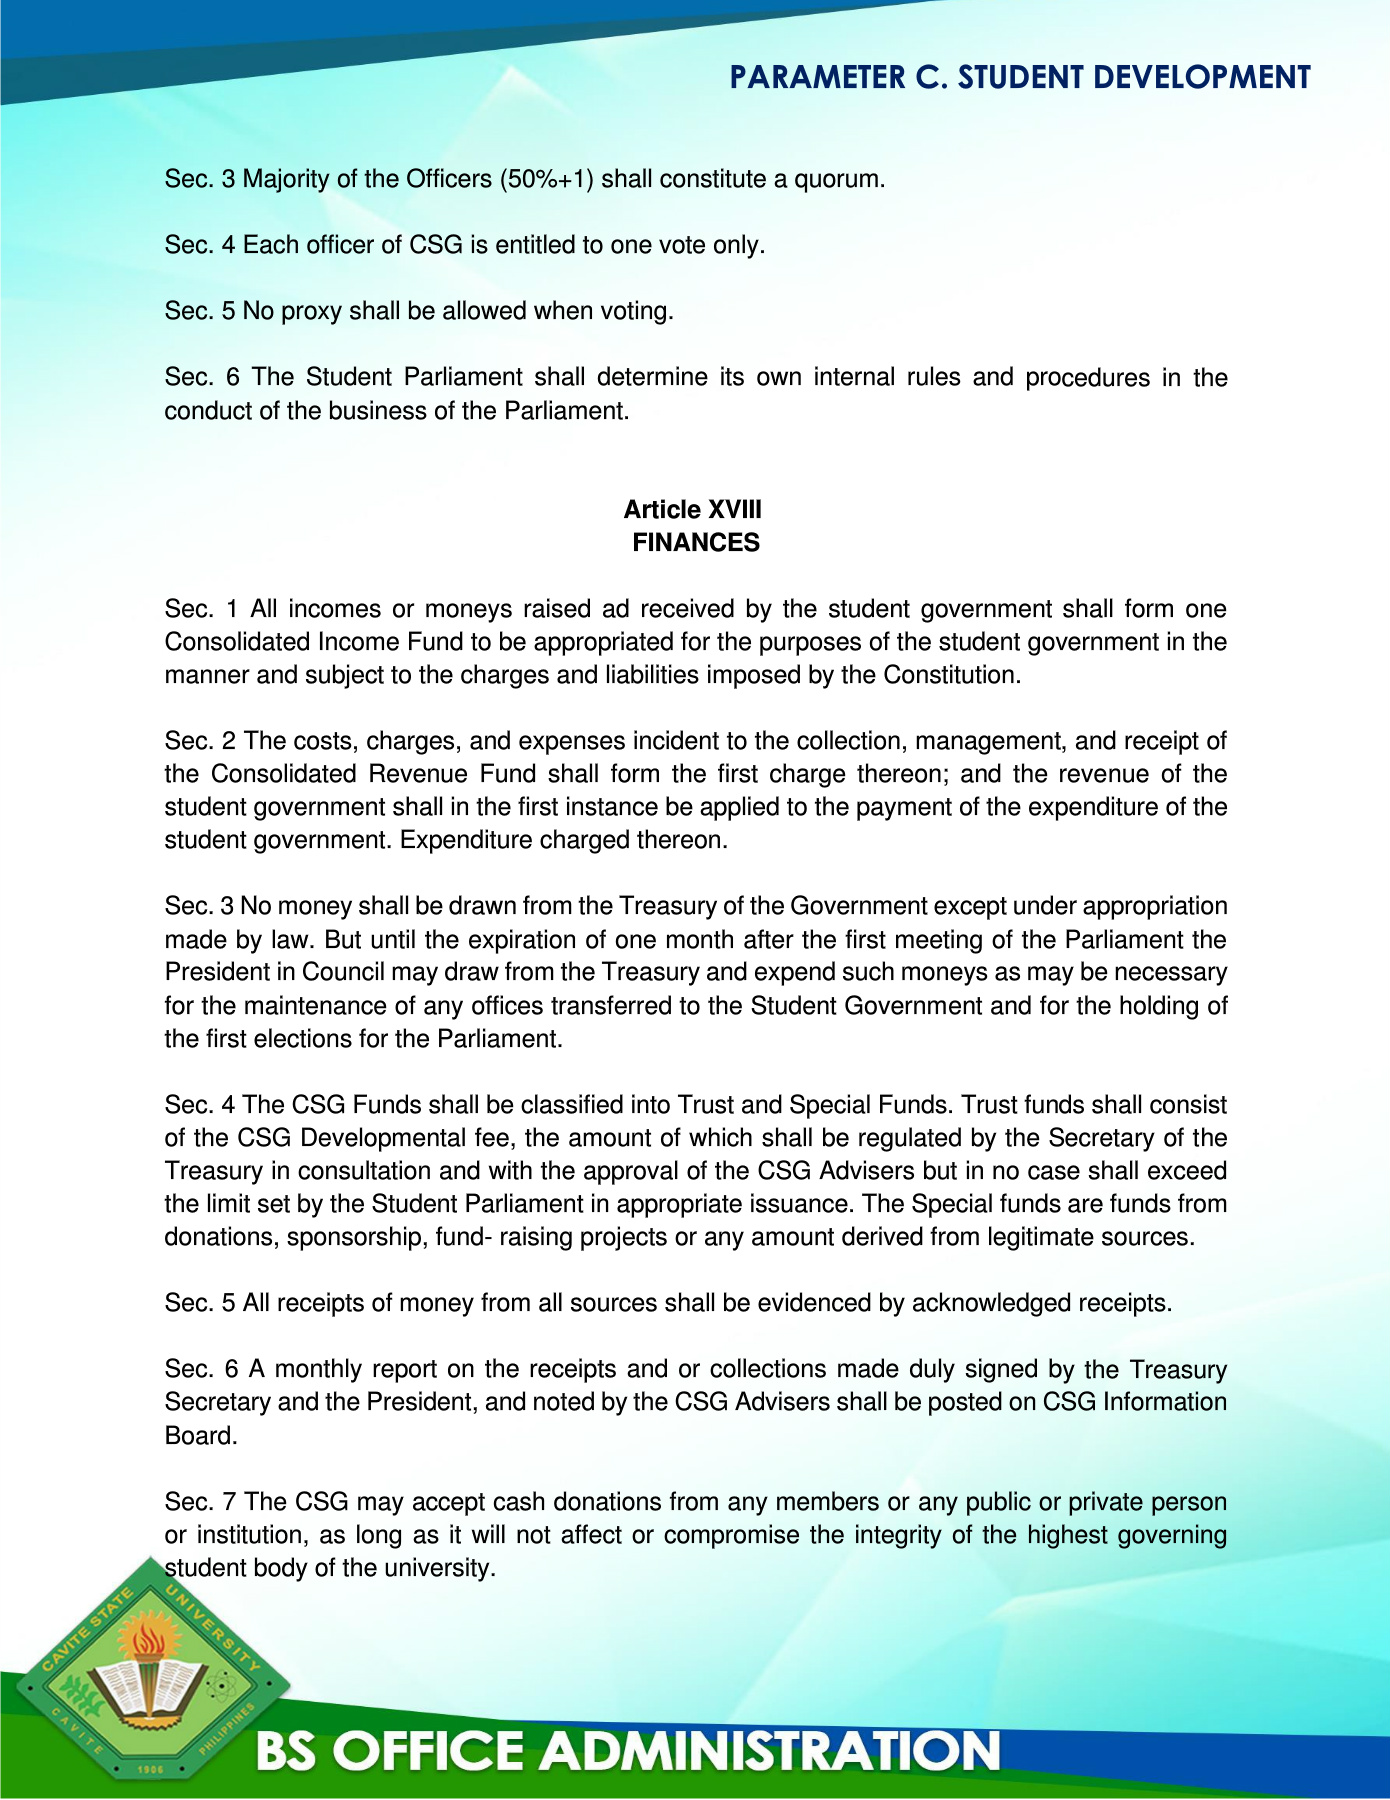 PARAMETER C. STUDENT DEVELOPMENT
Sec. 3 Majority of the Officers (50%+1) shall constitute a quorum.
Sec. 4 Each officer of CSG is entitled to one vote only.
Sec. 5 No proxy shall be allowed when voting.
Sec. 6 The Student Parliament shall determine its own internal rules and procedures in the
conduct of the business of the Parliament.
Article XVIII
FINANCES
Sec. 1 All incomes or moneys raised ad received by the student government shall form one
Consolidated Income Fund to be appropriated for the purposes of the student government in the
manner and subject to the charges and liabilities imposed by the Constitution.
Sec. 2 The costs, charges, and expenses incident to the collection, management, and receipt of
the Consolidated Revenue Fund shall form the first charge thereon; and the revenue of the
student government shall in the first instance be applied to the payment of the expenditure of the
student government. Expenditure charged thereon.
Sec. 3 No money shall be drawn from the Treasury of the Government except under appropriation
made by law. But until the expiration of one month after the first meeting of the Parliament the
President in Council may draw from the Treasury and expend such moneys as may be necessary
for the maintenance of any offices transferred to the Student Government and for the holding of
the first elections for the Parliament.
Sec. 4 The CSG Funds shall be classified into Trust and Special Funds. Trust funds shall consist
of the CSG Developmental fee, the amount of which shall be regulated by the Secretary of the
Treasury in consultation and with the approval of the CSG Advisers but in no case shall exceed
the limit set by the Student Parliament in appropriate issuance. The Special funds are funds from
donations, sponsorship, fund- raising projects or any amount derived from legitimate sources.
Sec. 5 All receipts of money from all sources shall be evidenced by acknowledged receipts.
Sec. 6 A monthly report on the receipts and or collections made duly signed by the Treasury
Secretary and the President, and noted by the CSG Advisers shall be posted on CSG Information
Board.
Sec. 7 The CSG may accept cash donations from any members or any public or private person
or institution, as long as it will not affect or compromise the integrity of the highest governing
student body of the university.
CAVITE STATE UNIVERSITY
CAVITE PHILIPPINES
1906
BS OFFICE ADMINISTRATION